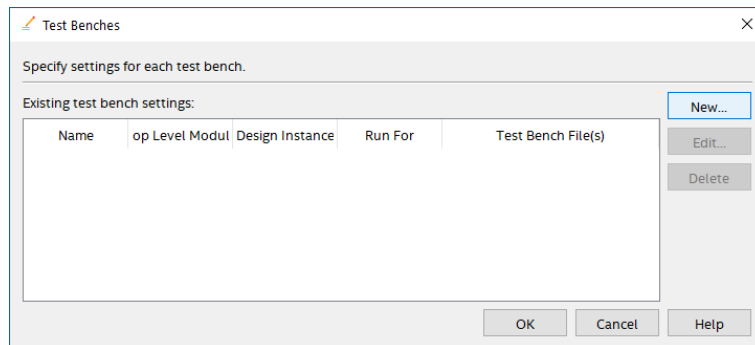 Test Benches
Specify settings for each test bench.
Existing test bench settings:
New...
Name op Level Modul Design Instance Run For Test Bench File(s)
Edit...
Delete
OK Cancel Help